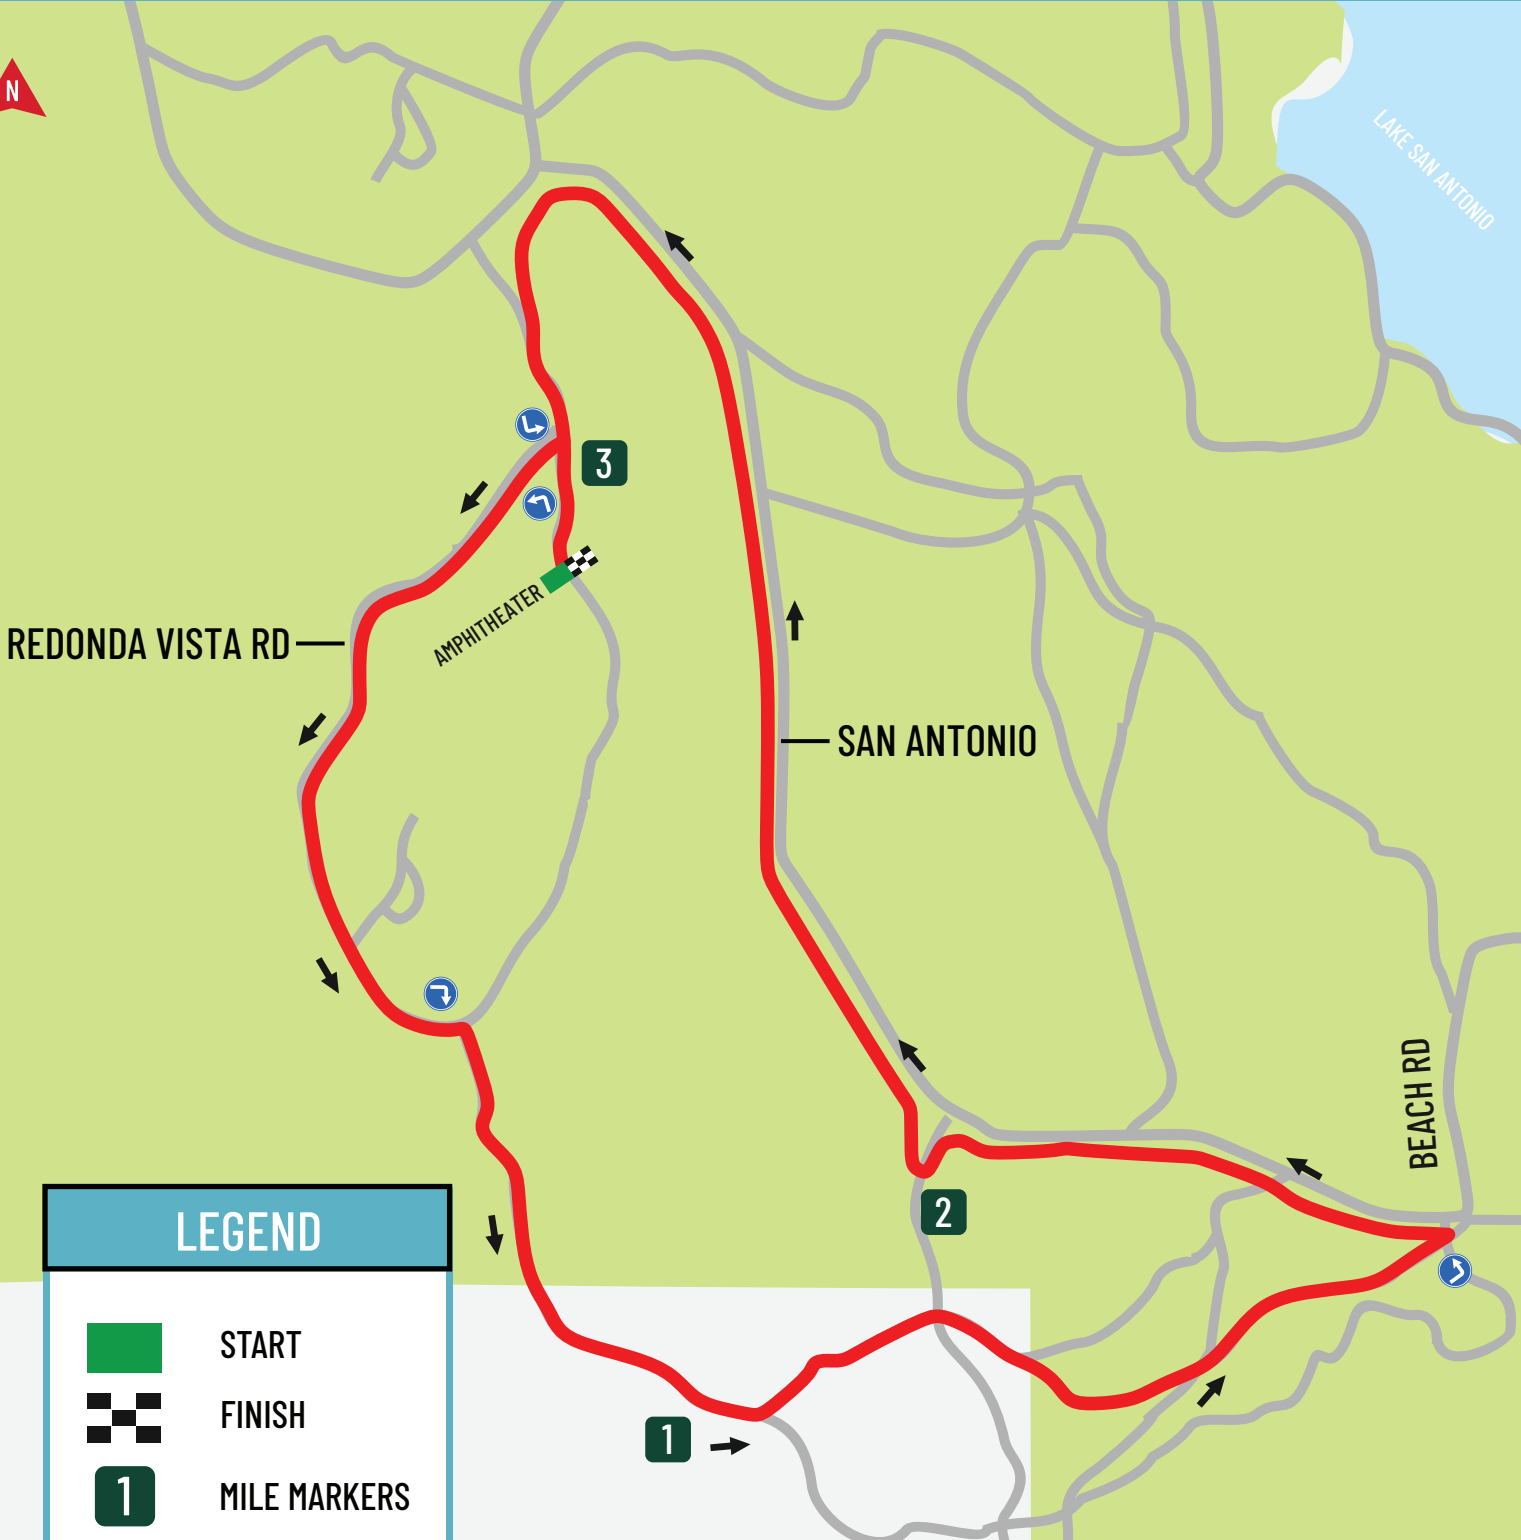 N
LAKE SAN ANTONIO
3
AMPHITHEATER
REDONDA VISTA RD
SAN ANTONIO
BEACH RD
2
1
LEGEND
START
FINISH
1 MILE MARKERS